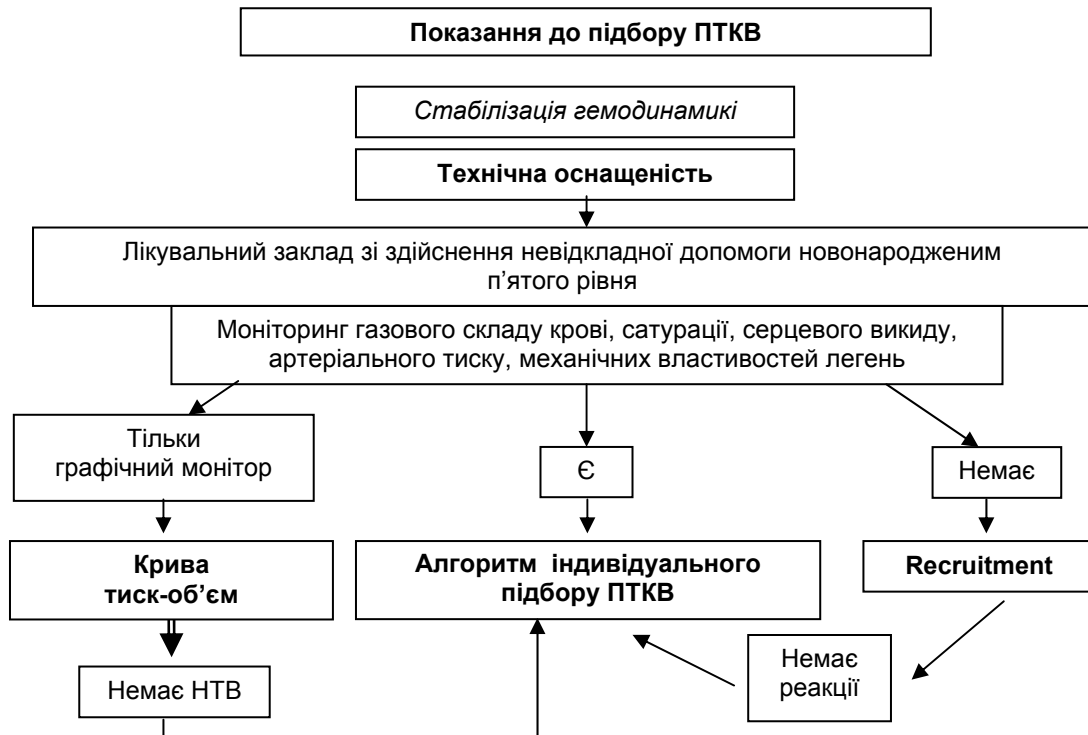 Показання до підбору ПТКВ
Стабілізація гемодинамикі
Технічна оснащеність
Лікувальний заклад зі здійснення невідкладної допомоги новонародженим
п’ятого рівня
Моніторинг газового складу крові, сатурації, серцевого викиду,
артеріального тиску, механічних властивостей легень
Тільки
графічний монітор
Є
Немає
Крива
тиск-об’єм
Алгоритм індивідуального
підбору ПТКВ
Recruitment
Немає
реакції
Немає НТВ